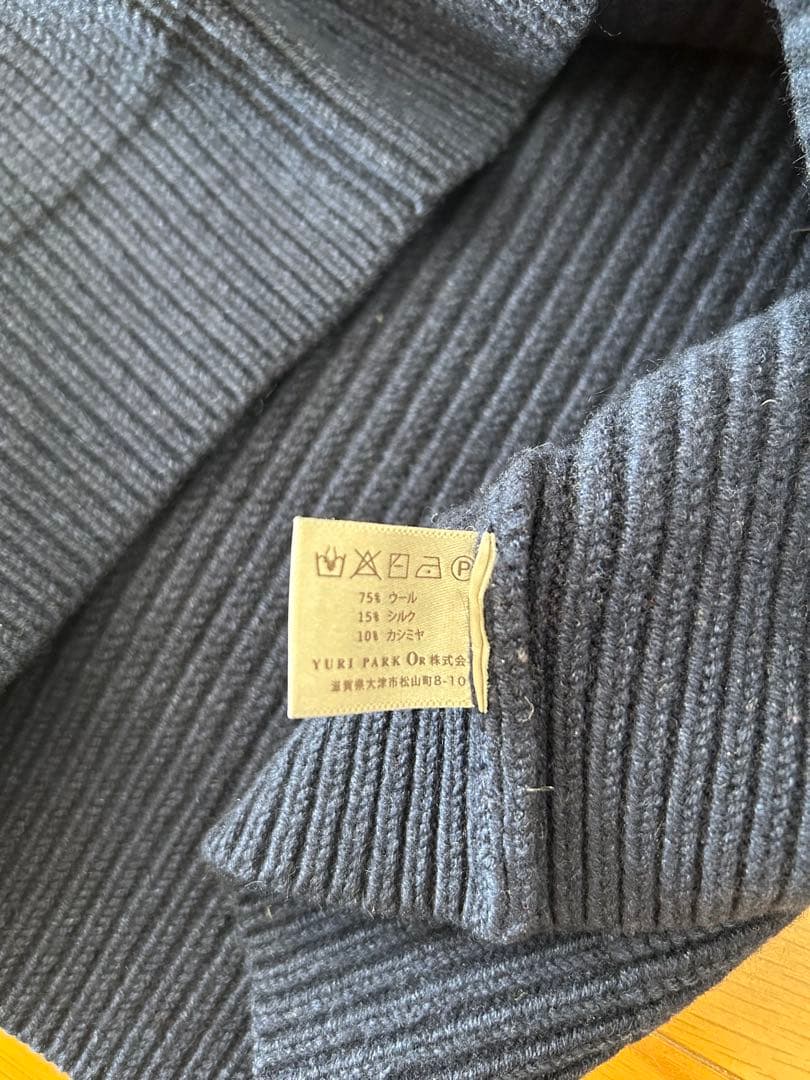 P
75% ウール
15% シルク
10% カシミヤ
YURI PARK OR 株式会
滋賀県大津市松山町8-10